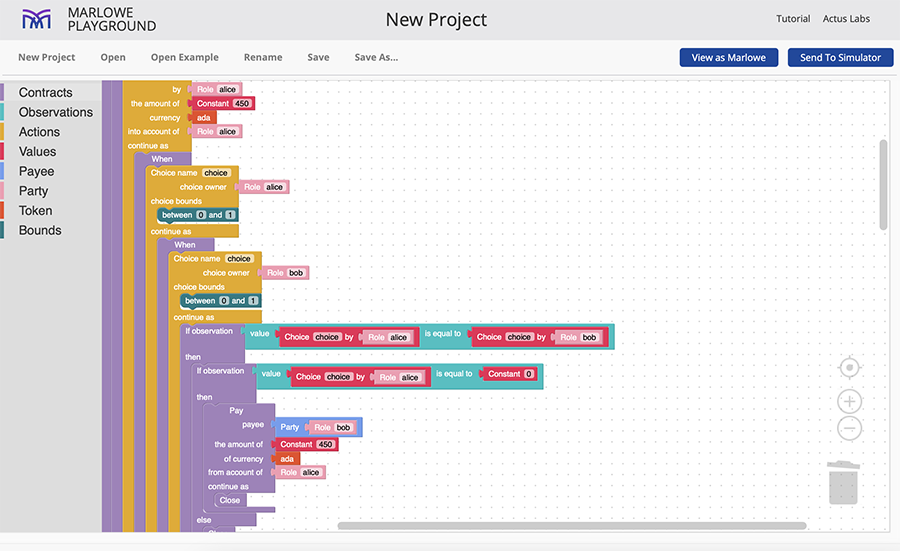 MARLOWE
PLAYGROUND
New Project
Tutorial Actus Labs
New Project Open Open Example Rename Save Save As... View as Marlowe Send To Simulator
Contracts
Observations
Actions
Values
Payee
Party
Token
Bounds
by Role alice
the amount of Constant 450
currency ada
into account of Role alice
continue as
When
Choice name choice
choice owner Role alice
choice bounds
between 0 and 1
continue as
When
Choice name choice
choice owner Role bob
choice bounds
between 0 and 1
continue as
If observation value Choice choice by Role alice is equal to Choice choice by Role bob
then
If observation value Choice choice by Role alice is equal to Constant 0
then
Pay
payee Party Role bob
the amount of Constant 450
of currency ada
from account of Role alice
continue as
Close
else